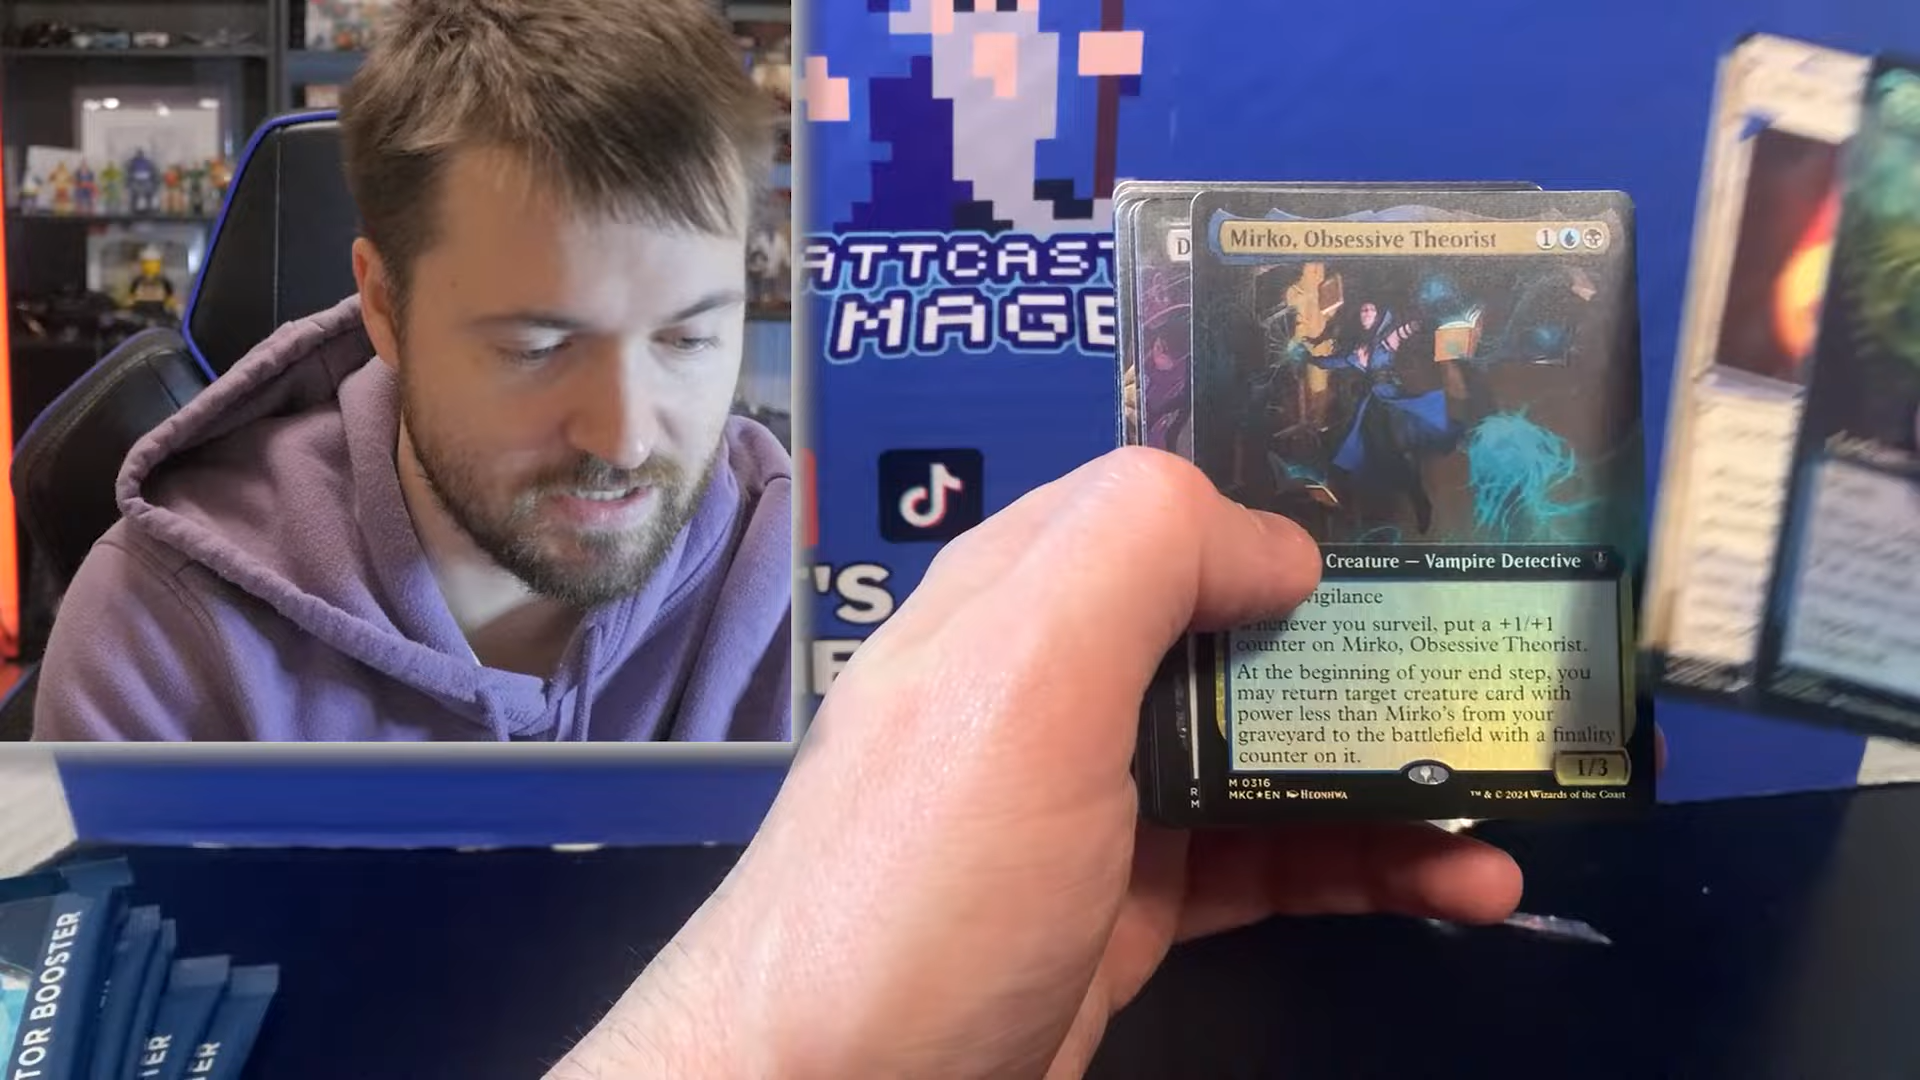 ATTCAST
MAGE
'S
D
Mirko, Obsessive Theorist 1
Creature — Vampire Detective
vigilance
Whenever you surveil, put a +1/+1
counter on Mirko, Obsessive Theorist.
At the beginning of your end step, you
may return target creature card with
power less than Mirko's from your
graveyard to the battlefield with a finality
counter on it.
1/3
R
M
M 0316
MKC★EN HEONHWA
™ & © 2024 Wizards of the Coast
TOR BOOSTER
TER
TER